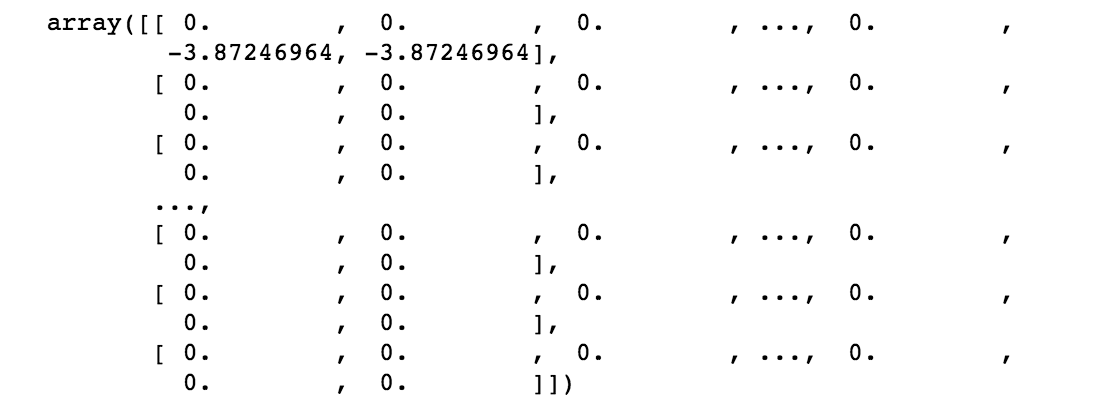 array([[ 0.        ,  0.        ,  0.        , ...,
        -3.87246964, -3.87246964],
       [ 0.        ,  0.        ,  0.        , ...,  0.        ,
         0.        ,  0.        ],
       [ 0.        ,  0.        ,  0.        , ...,  0.        ,
         0.        ,  0.        ],
       ...,
       [ 0.        ,  0.        ,  0.        , ...,  0.        ,
         0.        ,  0.        ],
       [ 0.        ,  0.        ,  0.        , ...,  0.        ,
         0.        ,  0.        ],
       [ 0.        ,  0.        ,  0.        , ...,  0.        ,
         0.        ,  0.        ]])